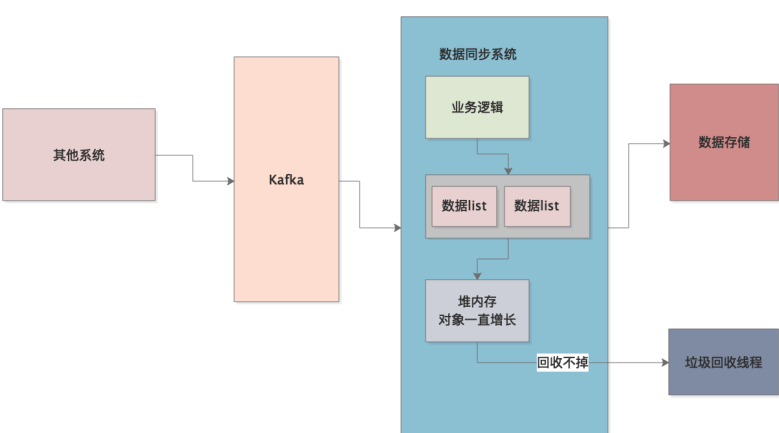 数据同步系统
业务逻辑
其他系统
Kafka
数据list
数据list
数据存储
堆内存
对象一直增长
回收不掉
垃圾回收线程